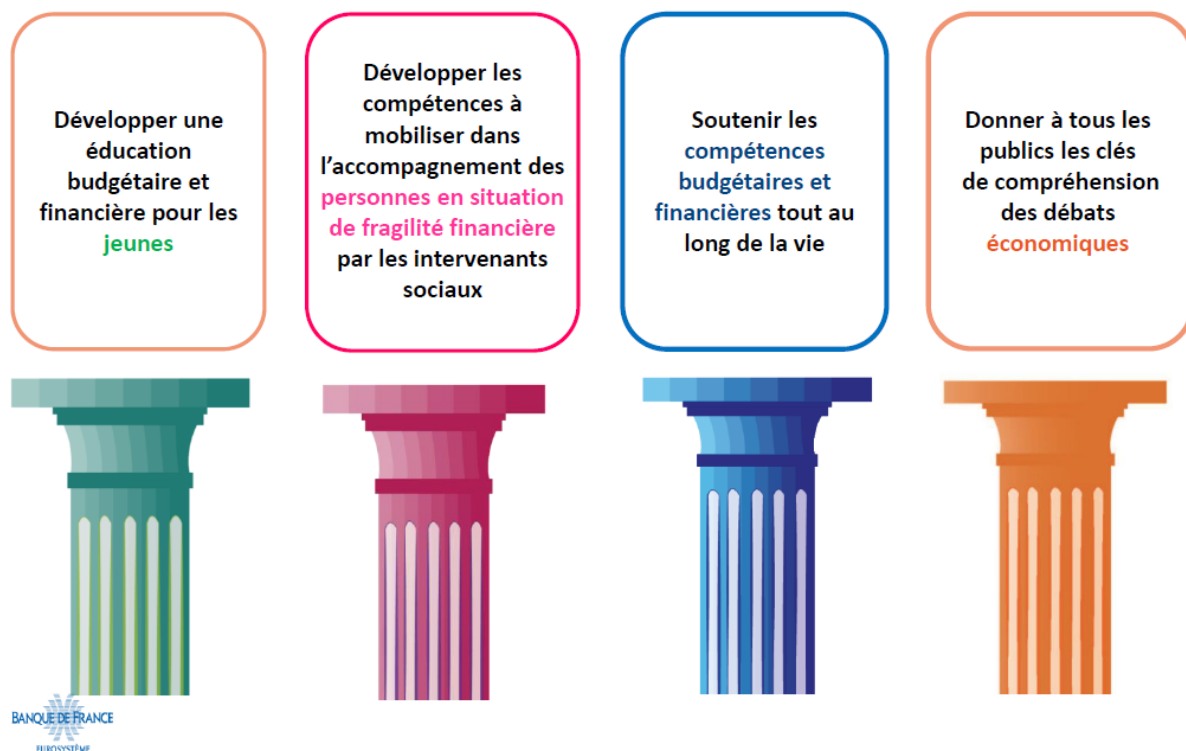 Développer une
éducation
budgétaire et
financière pour les
jeunes
Développer les
compétences à
mobiliser dans
l’accompagnement des
personnes en situation
de fragilité financière
par les intervenants
sociaux
Soutenir les
compétences
budgétaires et
financières tout au
long de la vie
Donner à tous les
publics les clés
de compréhension
des débats
économiques
BANQUE DE FRANCE
EUROSYSTÈME